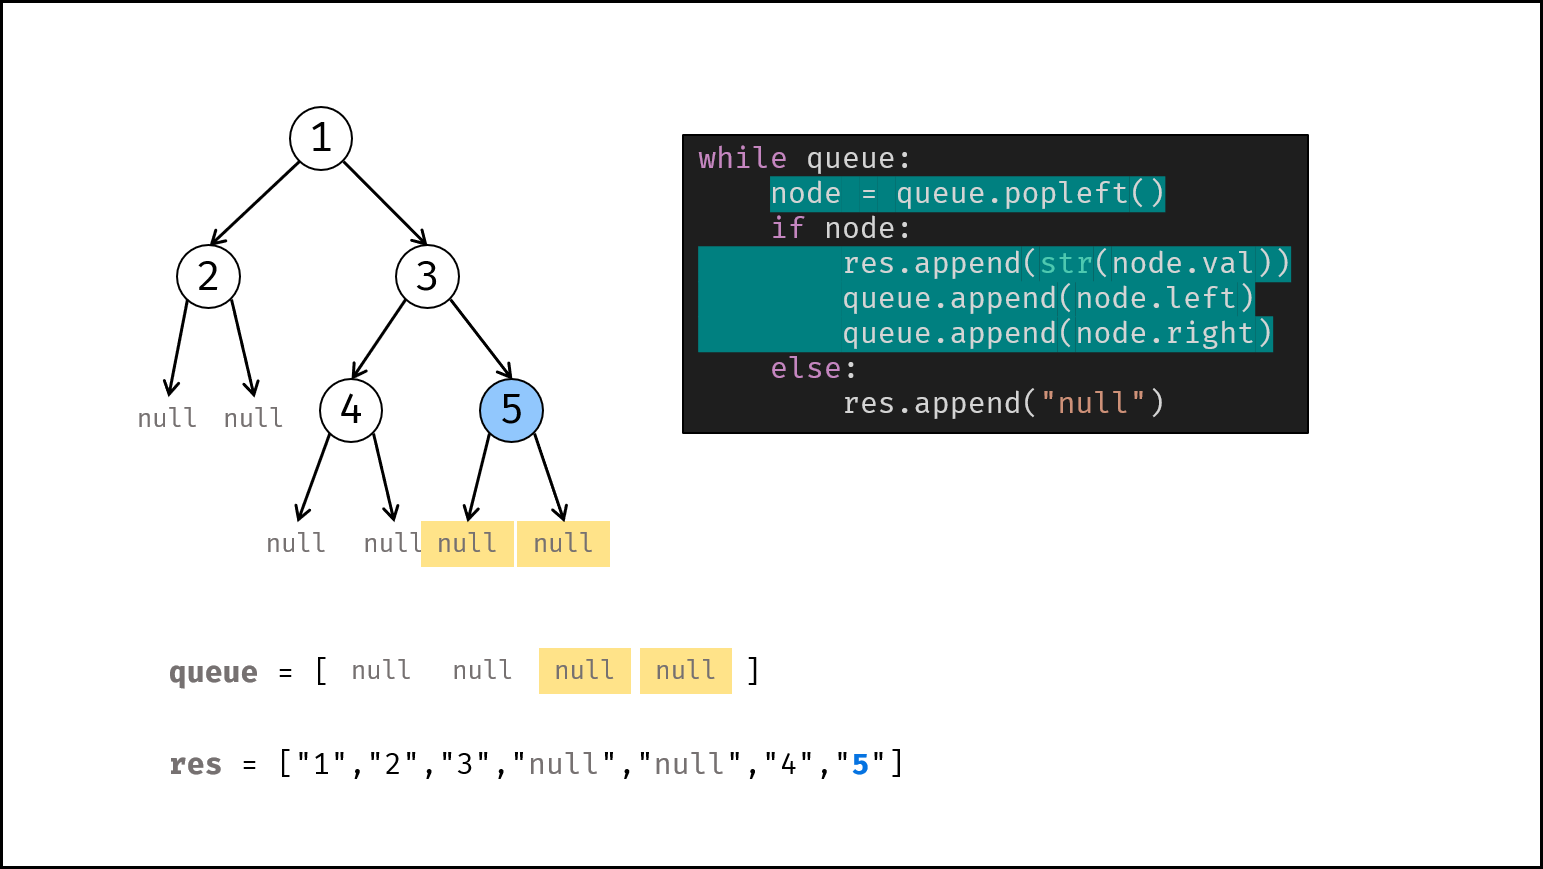 1
2 3
4 5
null null
null null null null
while queue:
    node = queue.popleft()
    if node:
        res.append(str(node.val))
        queue.append(node.left)
        queue.append(node.right)
    else:
        res.append("null")
queue = [ null null null null ]
res = ["1","2","3","null","null","4","5"]